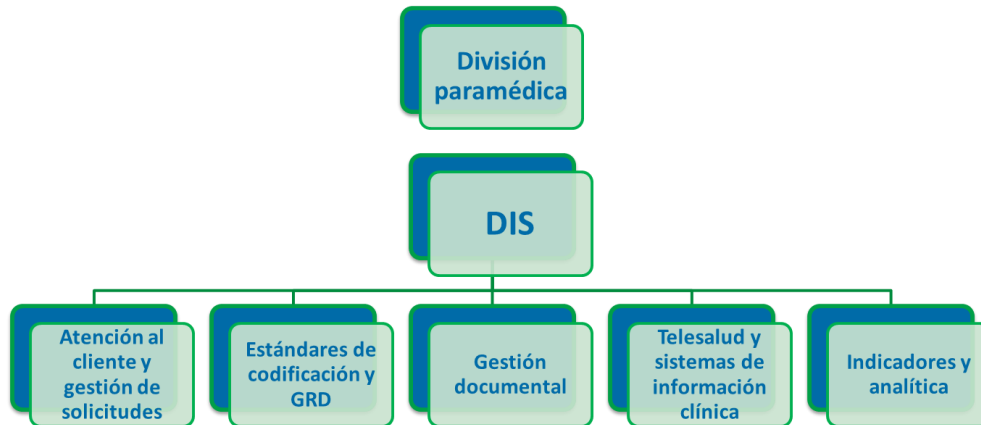 División
paramédica
DIS
Atención al
cliente y
gestión de
solicitudes
Estándares de
codificación y
GRD
Gestión
documental
Telesalud y
sistemas de
información
clínica
Indicadores y
analítica